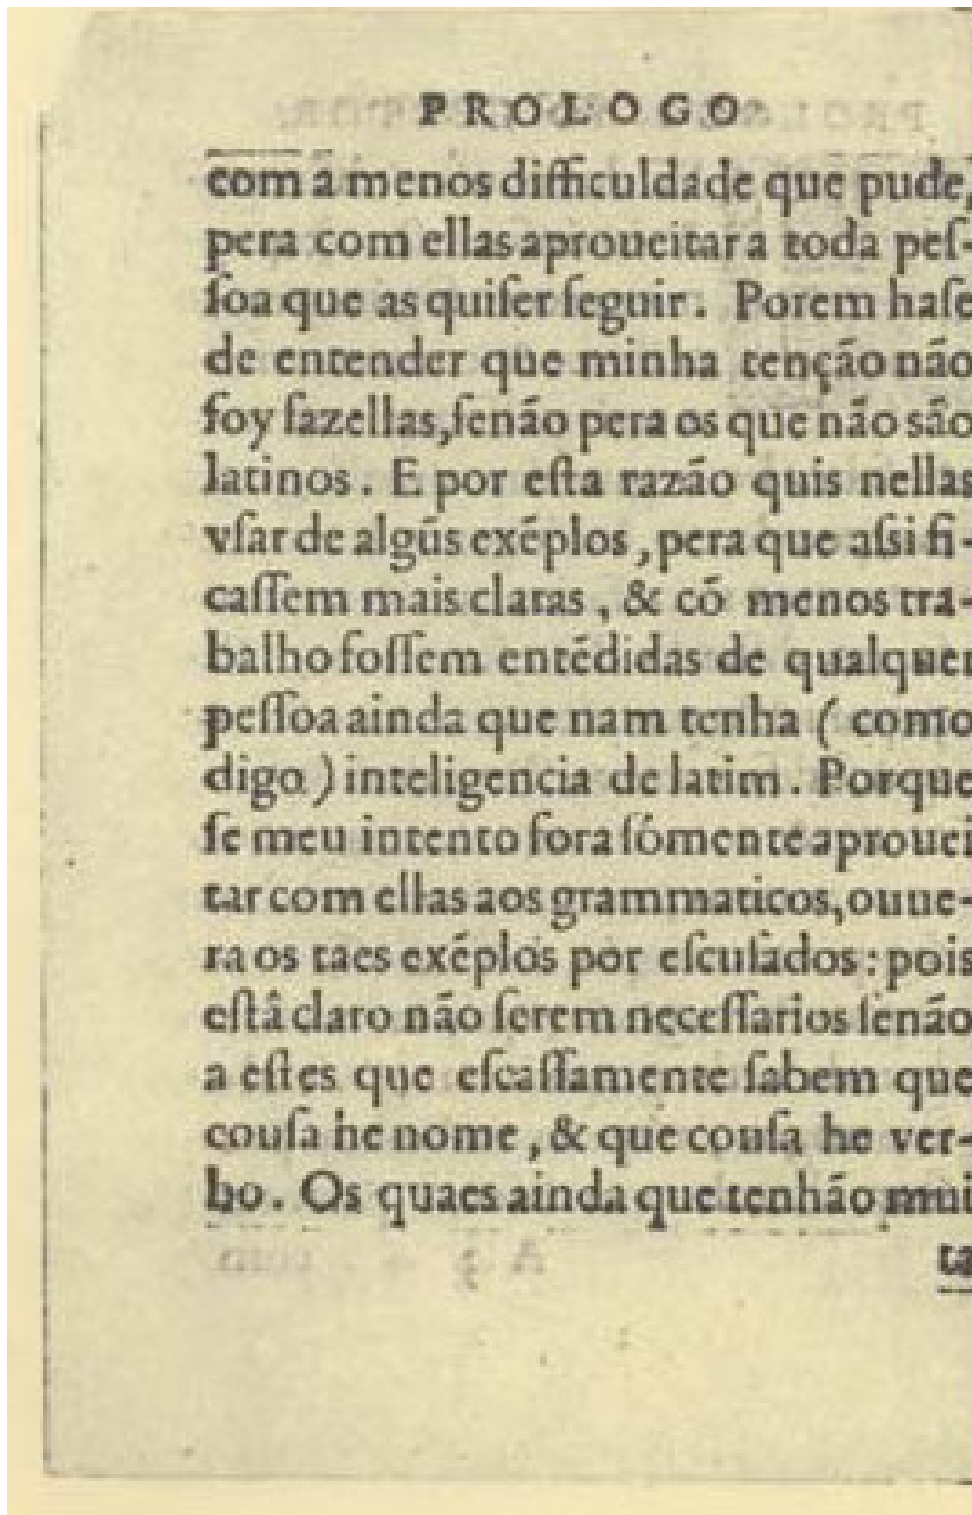 PROLOGO
com a menos difficuldade que pude,
pera com ellas aproueitar a toda peſ-
ſoa que as quiſer ſeguir. Porem haſe
de entender que minha tenção não
foy fazellas, ſenão pera os que não são
latinos. E por eſta razão quis nellas
vſar de algũs exẽplos, pera que aſsi fi-
caſſem mais claras, & cõ menos tra-
balho foſſem entẽdidas de qualquer
peſſoa ainda que nam tenha ( como
digo ) inteligencia de latim. Porque
ſe meu intento fora ſómente aprouei
tar com ellas aos grammaticos, ouue-
ra os taes exẽplos por eſcuſados: pois
eſtâ claro não ſerem neceſſarios ſenão
a eſtes que eſcaſſamente ſabem que
couſa he nome, & que couſa he ver-
bo. Os quaes ainda que tenhão mui
ta